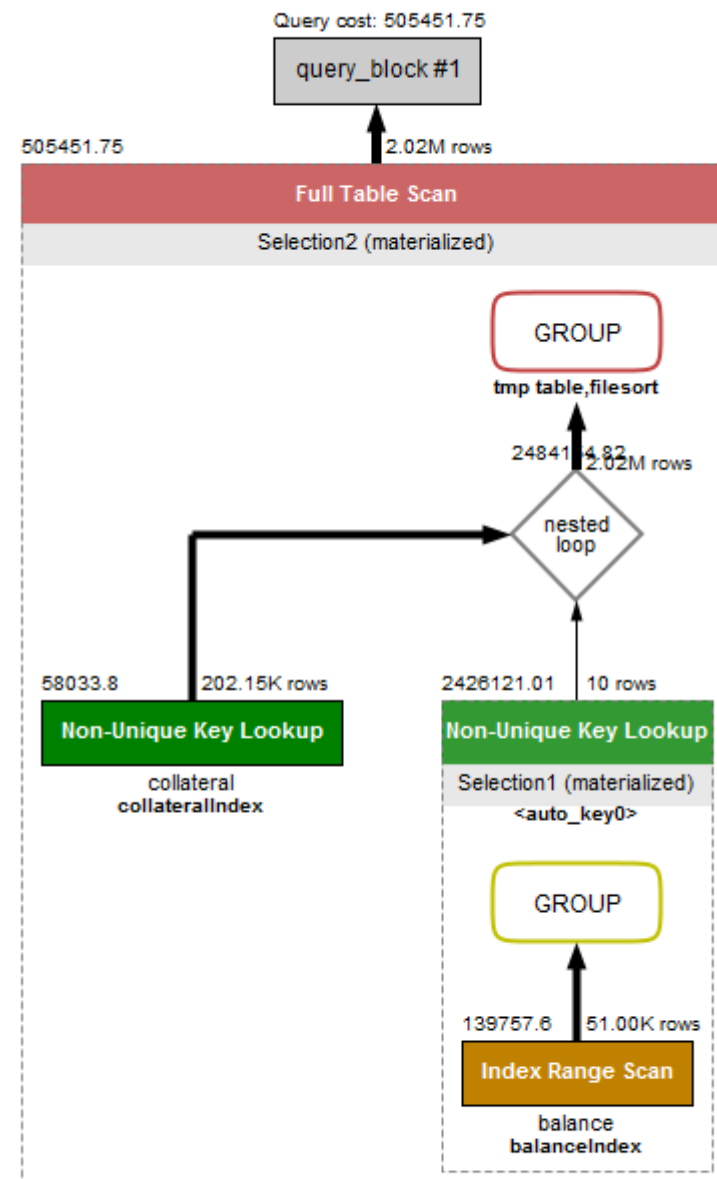 Query cost: 505451.75
query_block #1
505451.75
2.02M rows
Full Table Scan
Selection2 (materialized)
GROUP
tmp table,filesort
2.02M rows
nested
loop
58033.8
202.15K rows
2426121.01
10 rows
Non-Unique Key Lookup
Non-Unique Key Lookup
collateral
collateralIndex
Selection1 (materialized)
<auto_key0>
GROUP
139757.6
51.00K rows
Index Range Scan
balance
balanceIndex